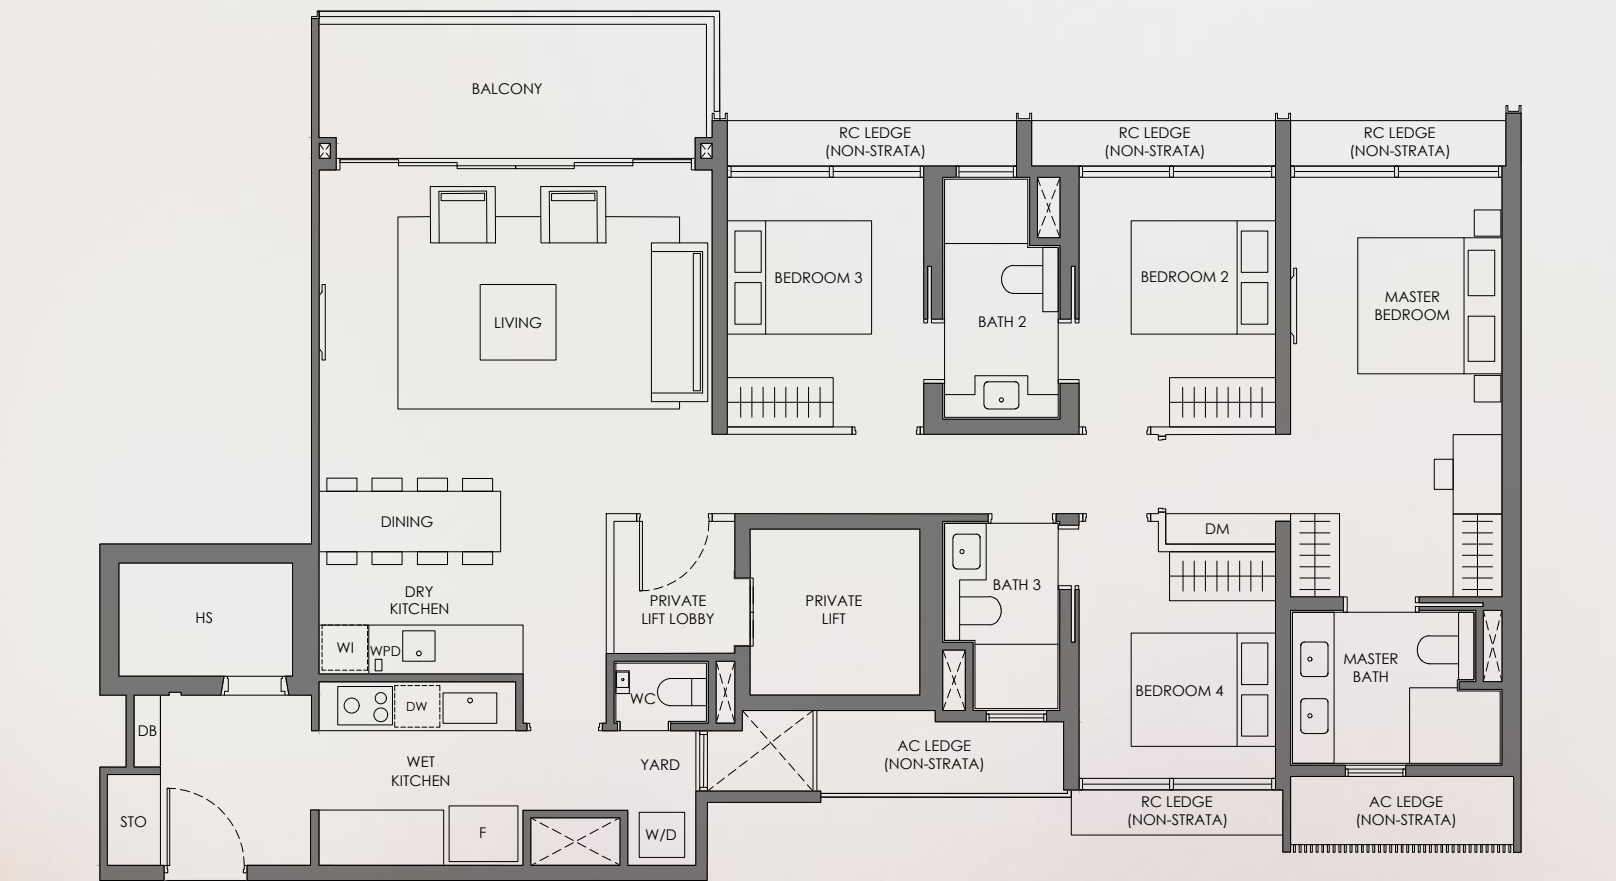 BALCONY
RC LEDGE
(NON-STRATA)
RC LEDGE
(NON-STRATA)
RC LEDGE
(NON-STRATA)
BEDROOM 3
BEDROOM 2
MASTER
BEDROOM
LIVING
BATH 2
DINING
DM
DRY
KITCHEN
PRIVATE
LIFT LOBBY
PRIVATE
LIFT
BATH 3
HS
WI
WPD
MASTER
BATH
WC
BEDROOM 4
DW
DB
WET
KITCHEN
YARD
AC LEDGE
(NON-STRATA)
RC LEDGE
(NON-STRATA)
AC LEDGE
(NON-STRATA)
STO
F
W/D